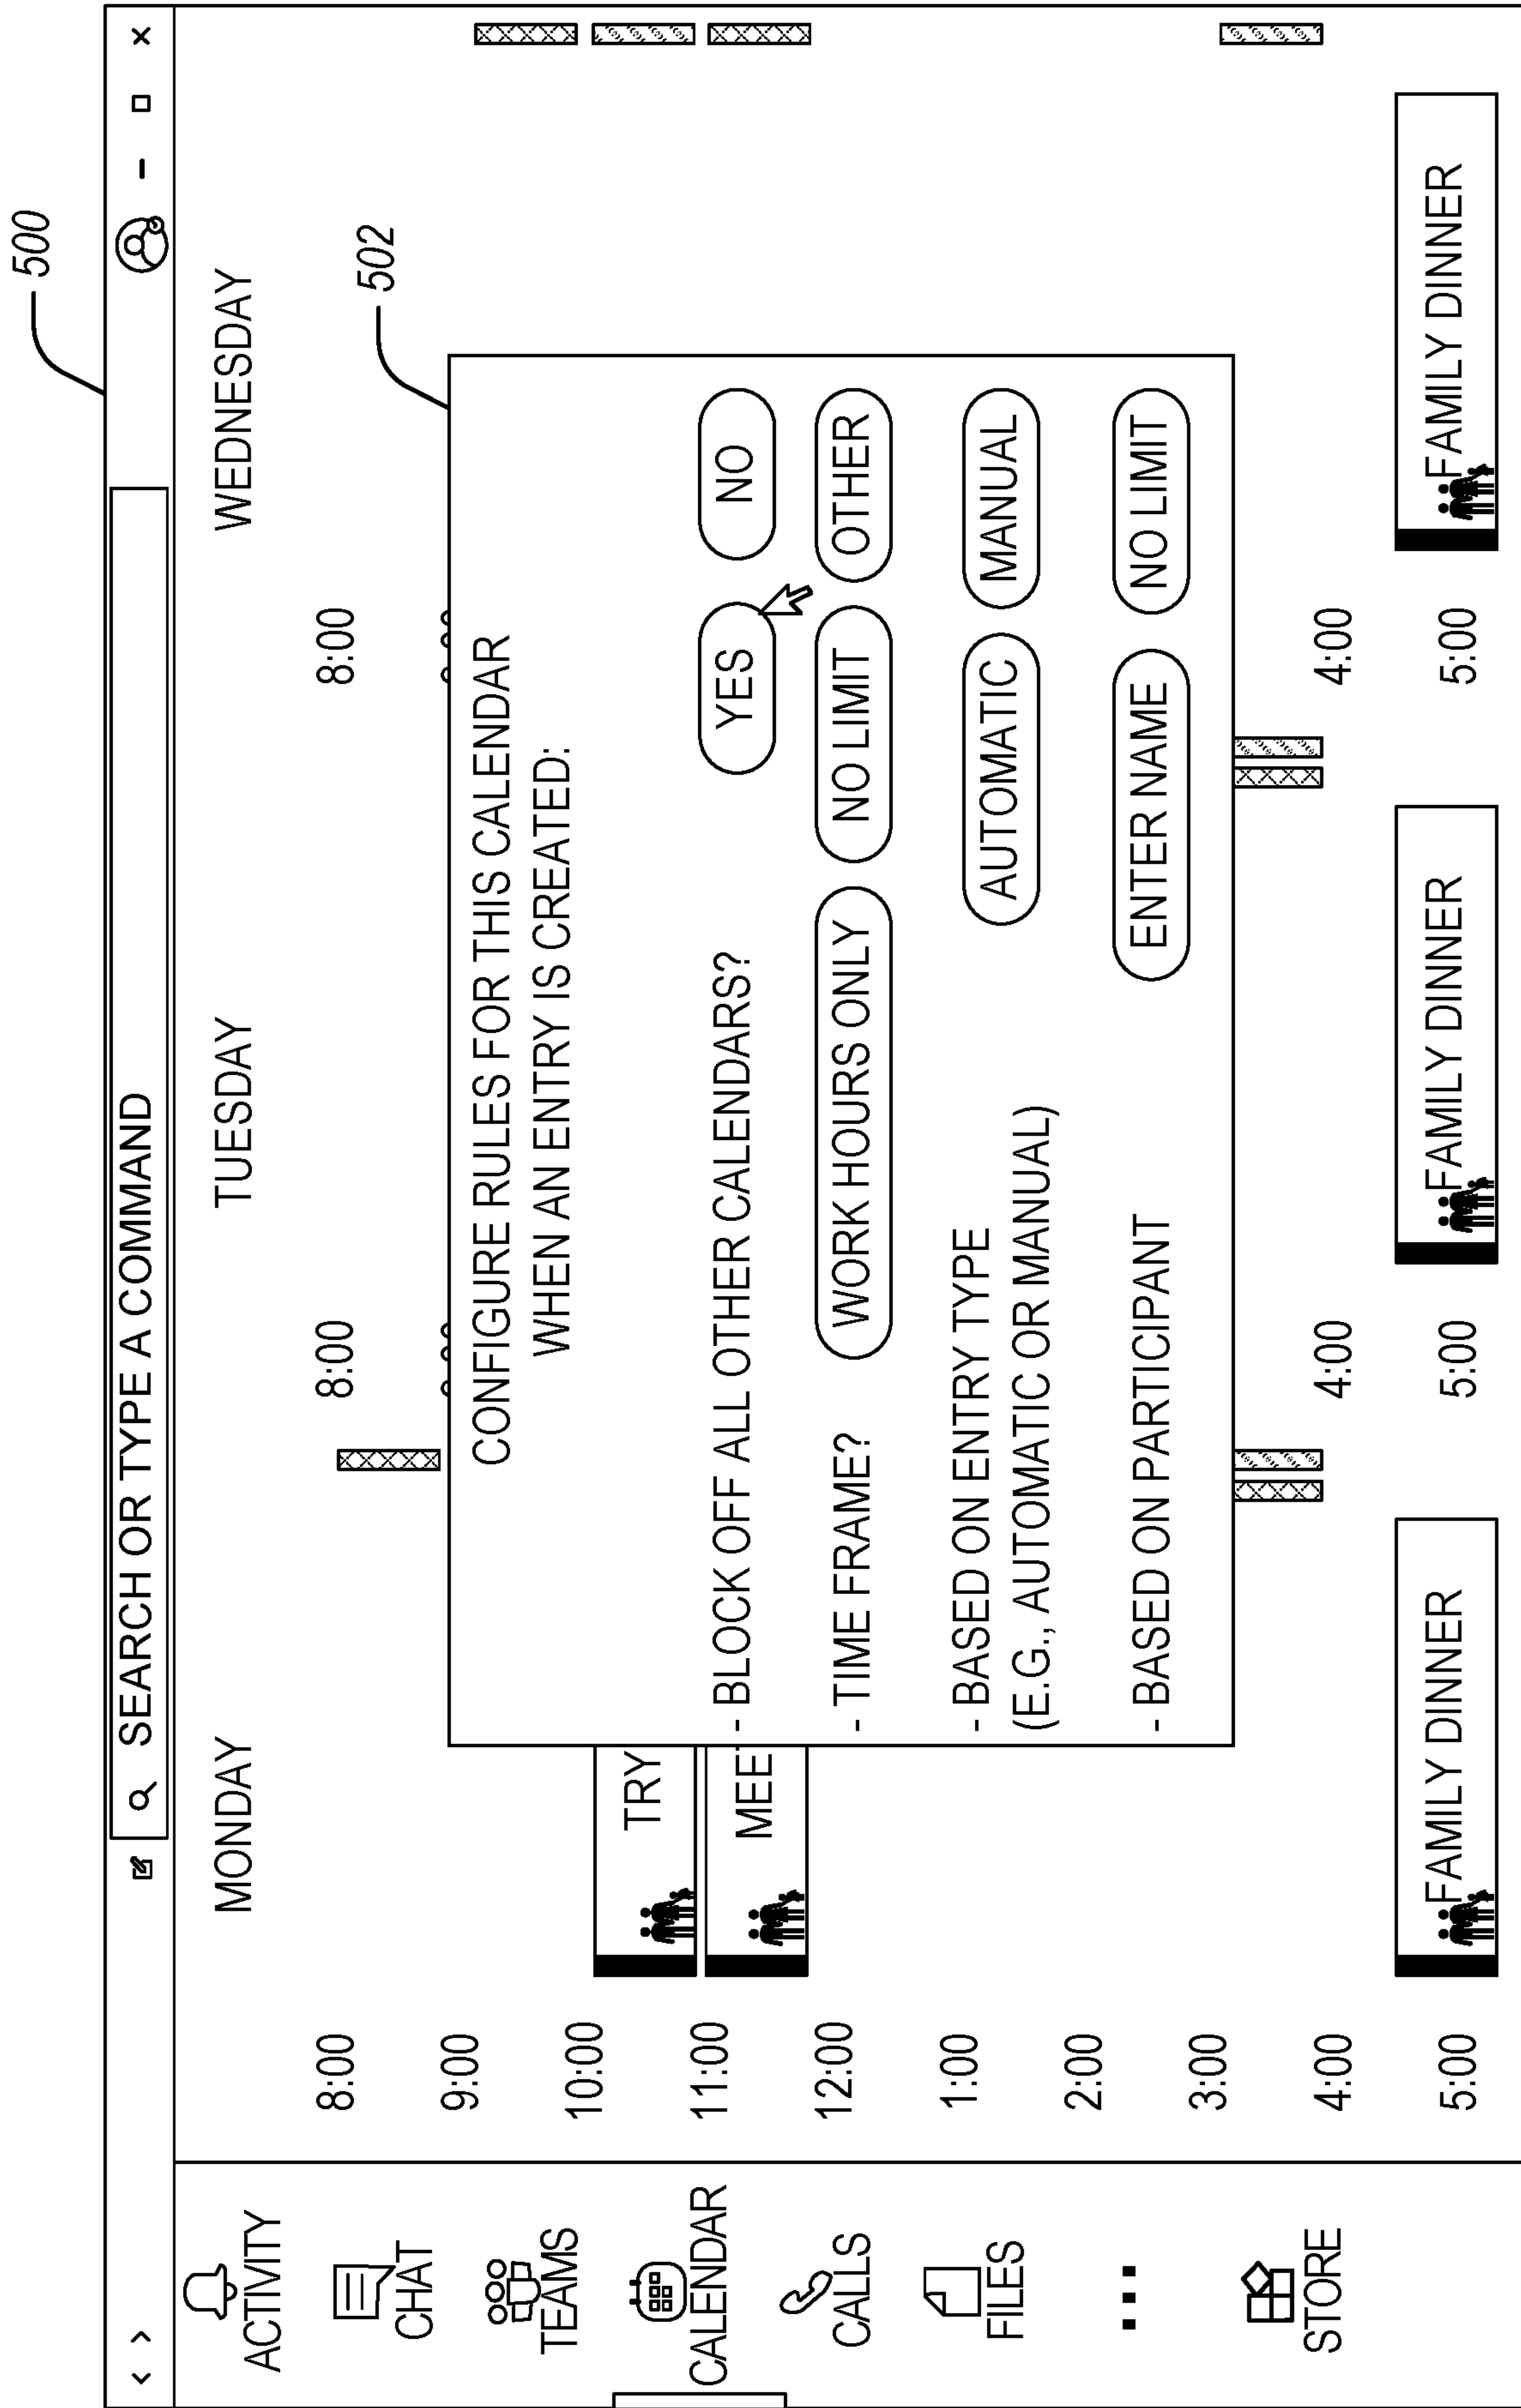 500
SEARCH OR TYPE A COMMAND
ACTIVITY
CHAT
TEAMS
CALENDAR
CALLS
FILES
STORE
MONDAY
TUESDAY
WEDNESDAY
8:00
8:00
8:00
9:00
10:00
11:00
12:00
1:00
2:00
3:00
4:00
4:00
4:00
5:00
5:00
5:00
TRY
MEE
502
CONFIGURE RULES FOR THIS CALENDAR
WHEN AN ENTRY IS CREATED:
- BLOCK OFF ALL OTHER CALENDARS? YES NO
- TIME FRAME? WORK HOURS ONLY NO LIMIT OTHER
- BASED ON ENTRY TYPE AUTOMATIC MANUAL
(E.G., AUTOMATIC OR MANUAL)
- BASED ON PARTICIPANT ENTER NAME NO LIMIT
FAMILY DINNER
FAMILY DINNER
FAMILY DINNER